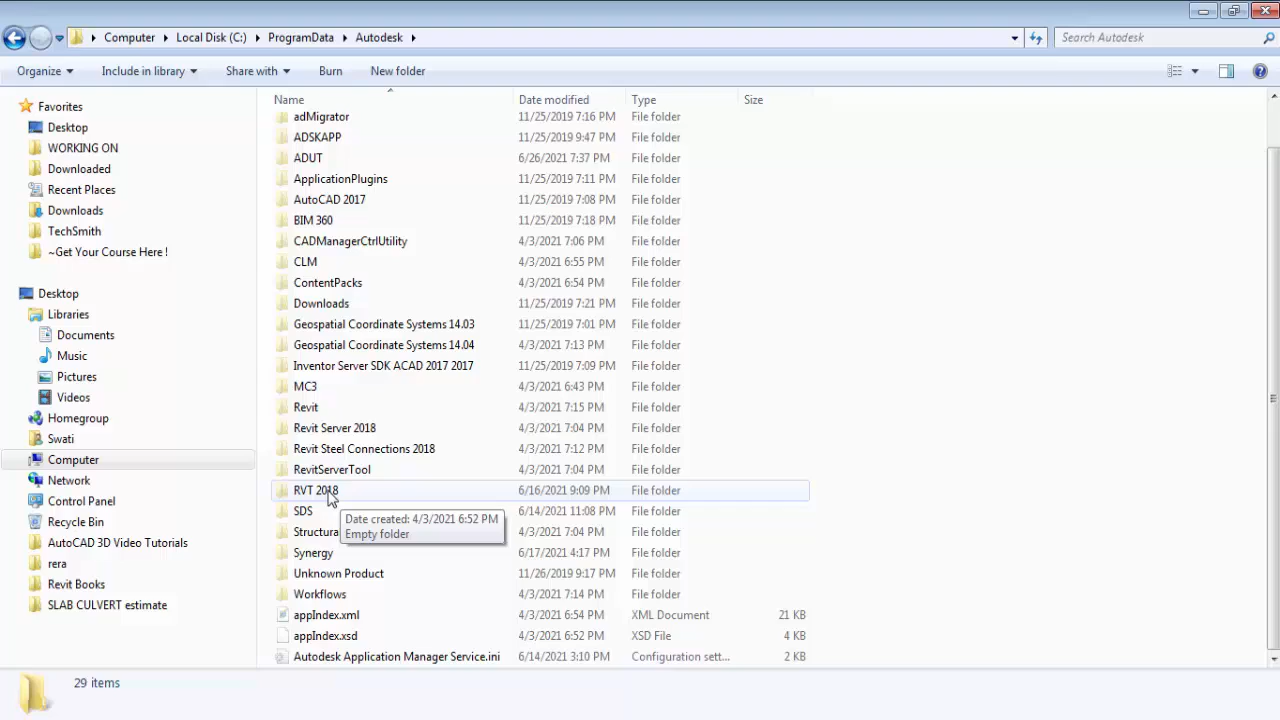 Computer Local Disk (C:) ProgramData Autodesk
Search Autodesk
Organize Include in library Share with Burn New folder
Favorites
Desktop
WORKING ON
Downloaded
Recent Places
Downloads
TechSmith
~Get Your Course Here !
Desktop
Libraries
Documents
Music
Pictures
Videos
Homegroup
Swati
Computer
Network
Control Panel
Recycle Bin
AutoCAD 3D Video Tutorials
rera
Revit Books
SLAB CULVERT estimate
Name Date modified Type Size
adMigrator 11/25/2019 7:16 PM File folder
ADSKAPP 11/25/2019 9:47 PM File folder
ADUT 6/26/2021 7:37 PM File folder
ApplicationPlugins 11/25/2019 7:11 PM File folder
AutoCAD 2017 11/25/2019 7:08 PM File folder
BIM 360 11/25/2019 7:18 PM File folder
CADManagerCtrlUtility 4/3/2021 7:06 PM File folder
CLM 4/3/2021 6:55 PM File folder
ContentPacks 4/3/2021 6:54 PM File folder
Downloads 11/25/2019 7:21 PM File folder
Geospatial Coordinate Systems 14.03 11/25/2019 7:01 PM File folder
Geospatial Coordinate Systems 14.04 4/3/2021 7:13 PM File folder
Inventor Server SDK ACAD 2017 2017 11/25/2019 7:09 PM File folder
MC3 4/3/2021 6:43 PM File folder
Revit 4/3/2021 7:15 PM File folder
Revit Server 2018 4/3/2021 7:04 PM File folder
Revit Steel Connections 2018 4/3/2021 7:12 PM File folder
RevitServerTool 4/3/2021 7:04 PM File folder
RVT 2018 6/16/2021 9:09 PM File folder
SDS 6/14/2021 11:08 PM File folder
Date created: 4/3/2021 6:52 PM
Empty folder
Structura 4/3/2021 7:04 PM File folder
Synergy 6/17/2021 4:17 PM File folder
Unknown Product 11/26/2019 9:17 PM File folder
Workflows 4/3/2021 7:14 PM File folder
appIndex.xml 4/3/2021 6:54 PM XML Document 21 KB
appIndex.xsd 4/3/2021 6:52 PM XSD File 4 KB
Autodesk Application Manager Service.ini 6/14/2021 3:10 PM Configuration sett... 2 KB
29 items